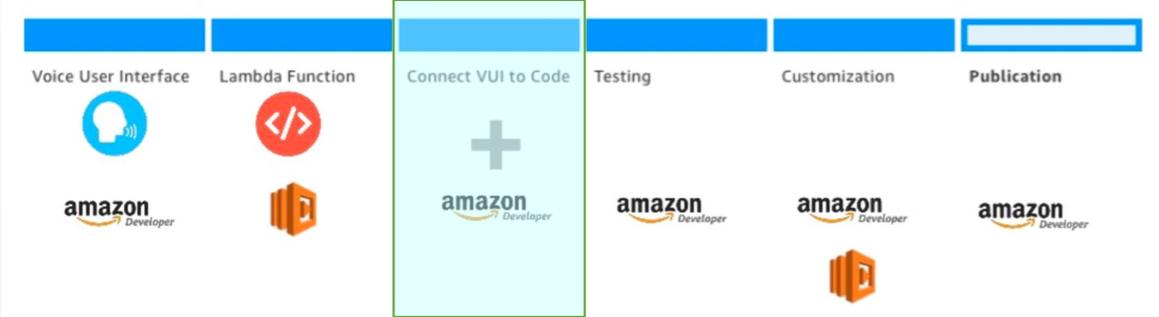 Voice User Interface
Lambda Function
Connect VUI to Code
Testing
Customization
Publication
</>
amazon
Developer
amazon
Developer
amazon
Developer
amazon
Developer
amazon
Developer